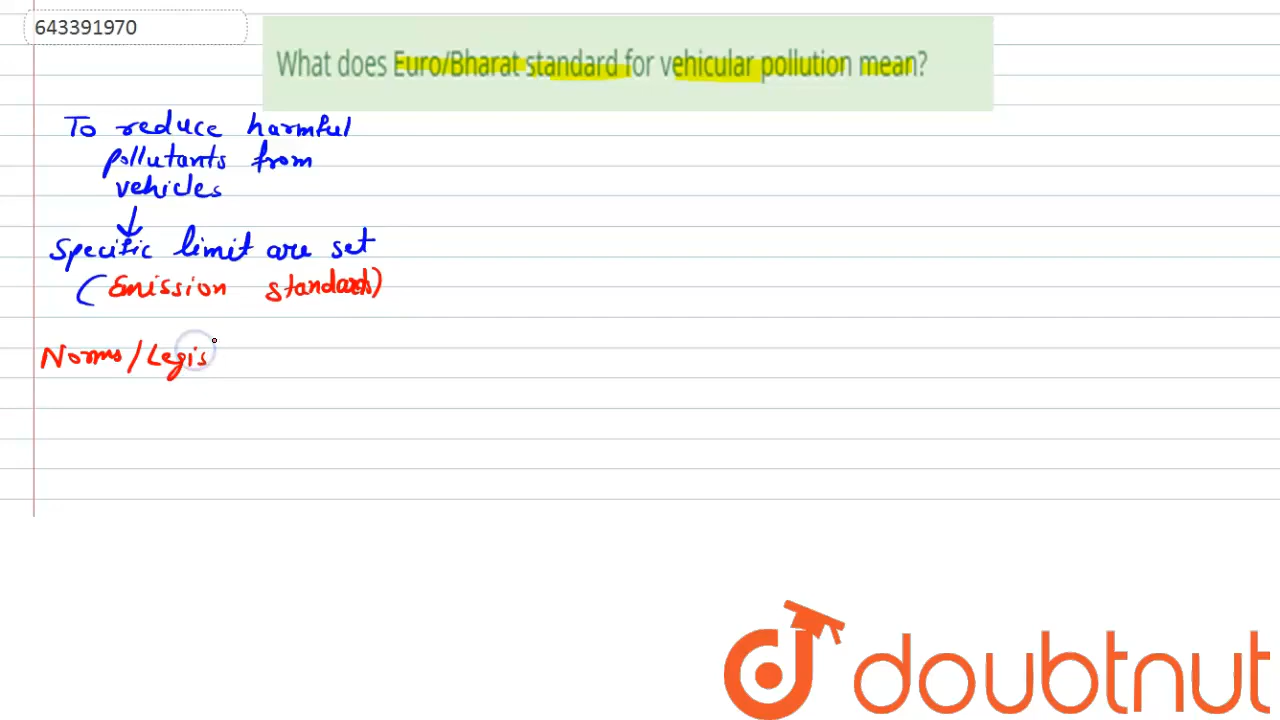 643391970
What does Euro/Bharat standard for vehicular pollution mean?
To reduce harmful
pollutants from
vehicles
Specific limit are set
(Emission standards)
Norms/Legis
doubtnut